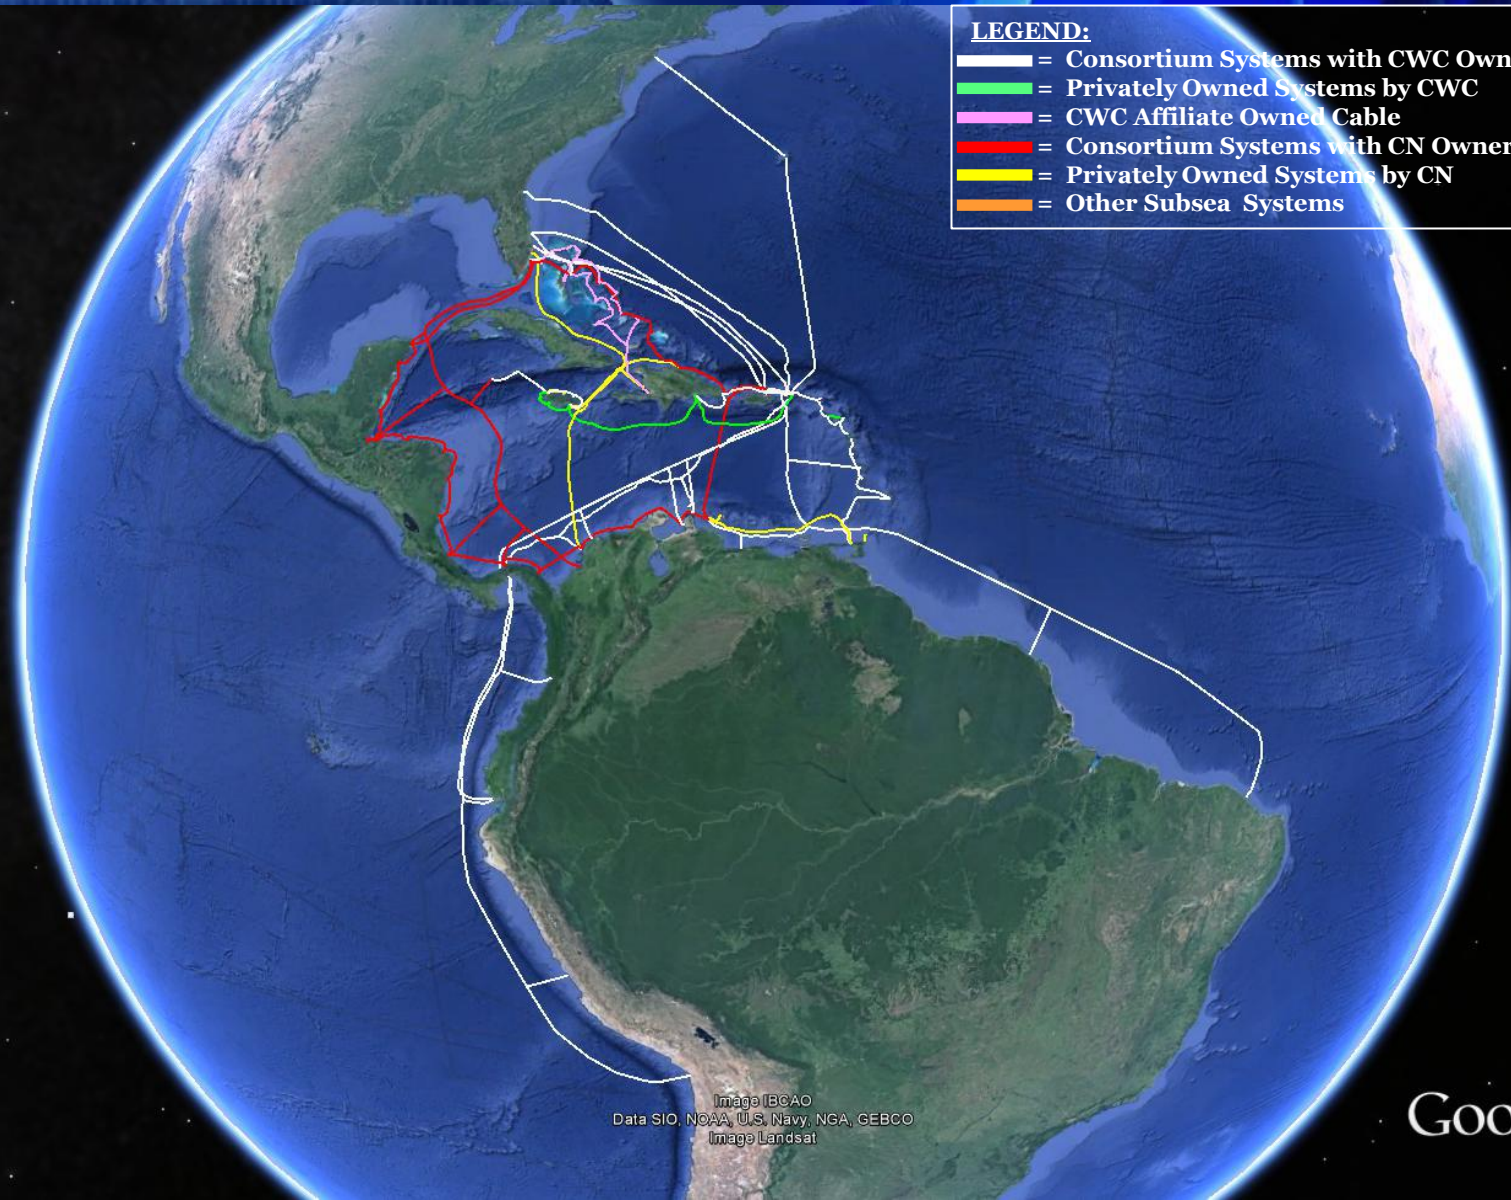 LEGEND:
= Consortium Systems with CWC Own
= Privately Owned Systems by CWC
= CWC Affiliate Owned Cable
= Consortium Systems with CN Owner
= Privately Owned Systems by CN
= Other Subsea Systems
Image IBCAO
Data SIO, NOAA, U.S. Navy, NGA, GEBCO
Image Landsat
Goo